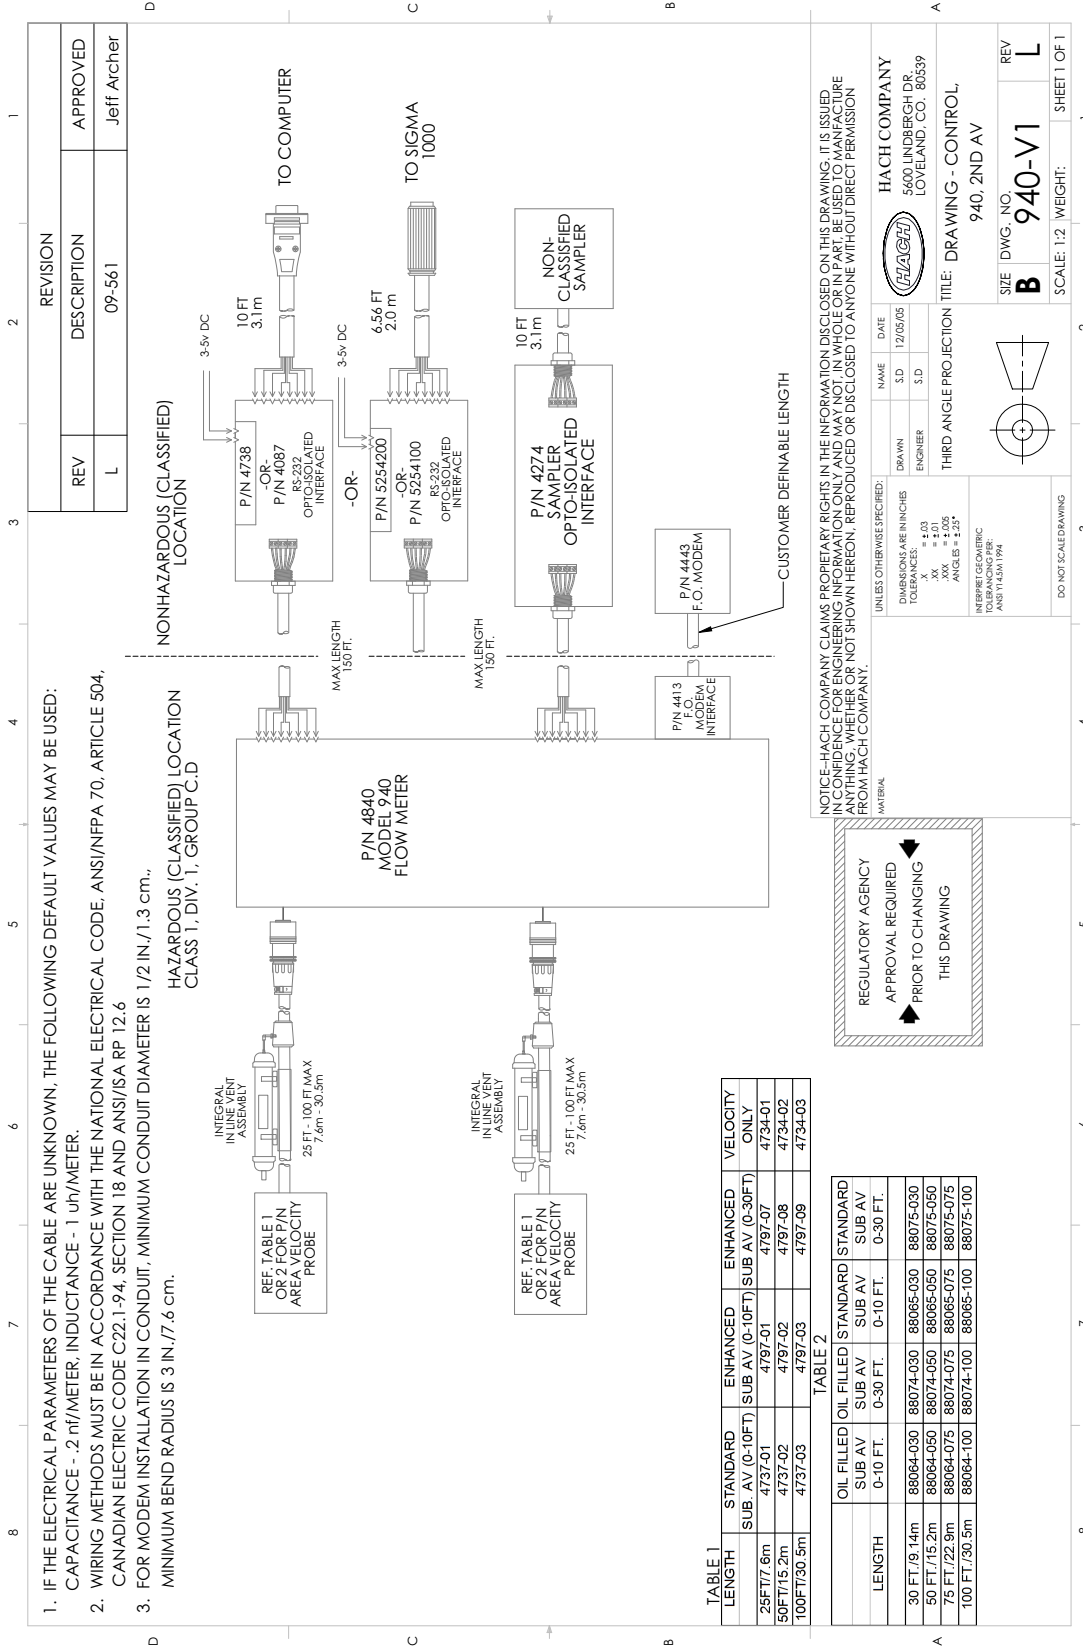 1. IF THE ELECTRICAL PARAMETERS OF THE CABLE ARE UNKNOWN, THE FOLLOWING DEFAULT VALUES MAY BE USED:
CAPACITANCE - .2 nf/METER, INDUCTANCE - 1 uh/METER.
2. WIRING METHODS MUST BE IN ACCORDANCE WITH THE NATIONAL ELECTRICAL CODE, ANSI/NFPA 70, ARTICLE 504,
CANADIAN ELECTRIC CODE C22.1-94, SECTION 18 AND ANSI/ISA RP 12.6
3. FOR MODEM INSTALLATION IN CONDUIT, MINIMUM CONDUIT DIAMETER IS 1/2 IN./1.3 cm.,
MINIMUM BEND RADIUS IS 3 IN./7.6 cm.
REVISION
REV DESCRIPTION APPROVED
L 09-561 Jeff Archer
HAZARDOUS (CLASSIFIED) LOCATION
CLASS 1, DIV. 1, GROUP C.D
NONHAZARDOUS (CLASSIFIED)
LOCATION
INTEGRAL
IN LINE VENT
ASSEMBLY
25 FT - 100 FT MAX
7.6m - 30.5m
REF. TABLE 1
OR 2 FOR P/N
AREA VELOCITY
PROBE
INTEGRAL
IN LINE VENT
ASSEMBLY
25 FT - 100 FT MAX
7.6m - 30.5m
REF. TABLE 1
OR 2 FOR P/N
AREA VELOCITY
PROBE
P/N 4840
MODEL 940
FLOW METER
MAX LENGTH
150 FT.
MAX LENGTH
150 FT.
3-5v DC
P/N 4738
-OR-
P/N 4087
RS-232
OPTO-ISOLATED
INTERFACE
10 FT
3.1m
TO COMPUTER
-OR-
3-5v DC
P/N 5254200
-OR-
P/N 5254100
RS-232
OPTO-ISOLATED
INTERFACE
6.56 FT
2.0 m
TO SIGMA
1000
P/N 4274
SAMPLER
OPTO-ISOLATED
INTERFACE
10 FT
3.1m
NON-
CLASSISFIED
SAMPLER
P/N 4413
F.O.
MODEM
INTERFACE
P/N 4443
F.O. MODEM
CUSTOMER DEFINABLE LENGTH
TABLE 1
LENGTH STANDARD ENHANCED ENHANCED VELOCITY
SUB. AV (0-10FT) SUB AV (0-10FT) SUB AV (0-30FT) ONLY
25FT/7.6m 4737-01 4797-01 4797-07 4734-01
50FT/15.2m 4737-02 4797-02 4797-08 4734-02
100FT/30.5m 4737-03 4797-03 4797-09 4734-03
TABLE 2
OIL FILLED OIL FILLED STANDARD STANDARD
SUB AV SUB AV SUB AV SUB AV
LENGTH 0-10 FT. 0-30 FT. 0-10 FT. 0-30 FT.
30 FT./9.14m 88064-030 88074-030 88065-030 88075-030
50 FT./15.2m 88064-050 88074-050 88065-050 88075-050
75 FT./22.9m 88064-075 88074-075 88065-075 88075-075
100 FT./30.5m 88064-100 88074-100 88065-100 88075-100
REGULATORY AGENCY
APPROVAL REQUIRED
PRIOR TO CHANGING
THIS DRAWING
NOTICE--HACH COMPANY CLAIMS PROPIETARY RIGHTS IN THE INFORMATION DISCLOSED ON THIS DRAWING. IT IS ISSUED
IN CONFIDENCE FOR ENGINEERING INFORMATION ONLY AND MAY NOT, IN WHOLE OR IN PART, BE USED TO MANFACTURE
ANYTHING, WHETHER OR NOT SHOWN HEREON, REPRODUCED OR DISCLOSED TO ANYONE WITHOUT DIRECT PERMISSION
FROM HACH COMPANY.
MATERIAL
UNLESS OTHERWISE SPECIFIED:
DIMENSIONS ARE IN INCHES
TOLERANCES:
.X = ±.03
.XX = ±.01
.XXX = ±.005
ANGLES = ±.25°
INTERPRET GEOMETRIC
TOLERANCING PER:
ANSI Y14.5M 1994
DO NOT SCALE DRAWING
NAME DATE
DRAWN S.D 12/05/05
ENGINEER S.D
THIRD ANGLE PROJECTION
HACH
HACH COMPANY
5600 LINDBERGH DR.
LOVELAND, CO. 80539
TITLE: DRAWING - CONTROL,
940, 2ND AV
SIZE DWG. NO. REV
B 940-V1 L
SCALE: 1:2 WEIGHT: SHEET 1 OF 1
8 7 6 5 4 3 2 1
D C B A
D C B A
8 7 6 5 4 3 2 1